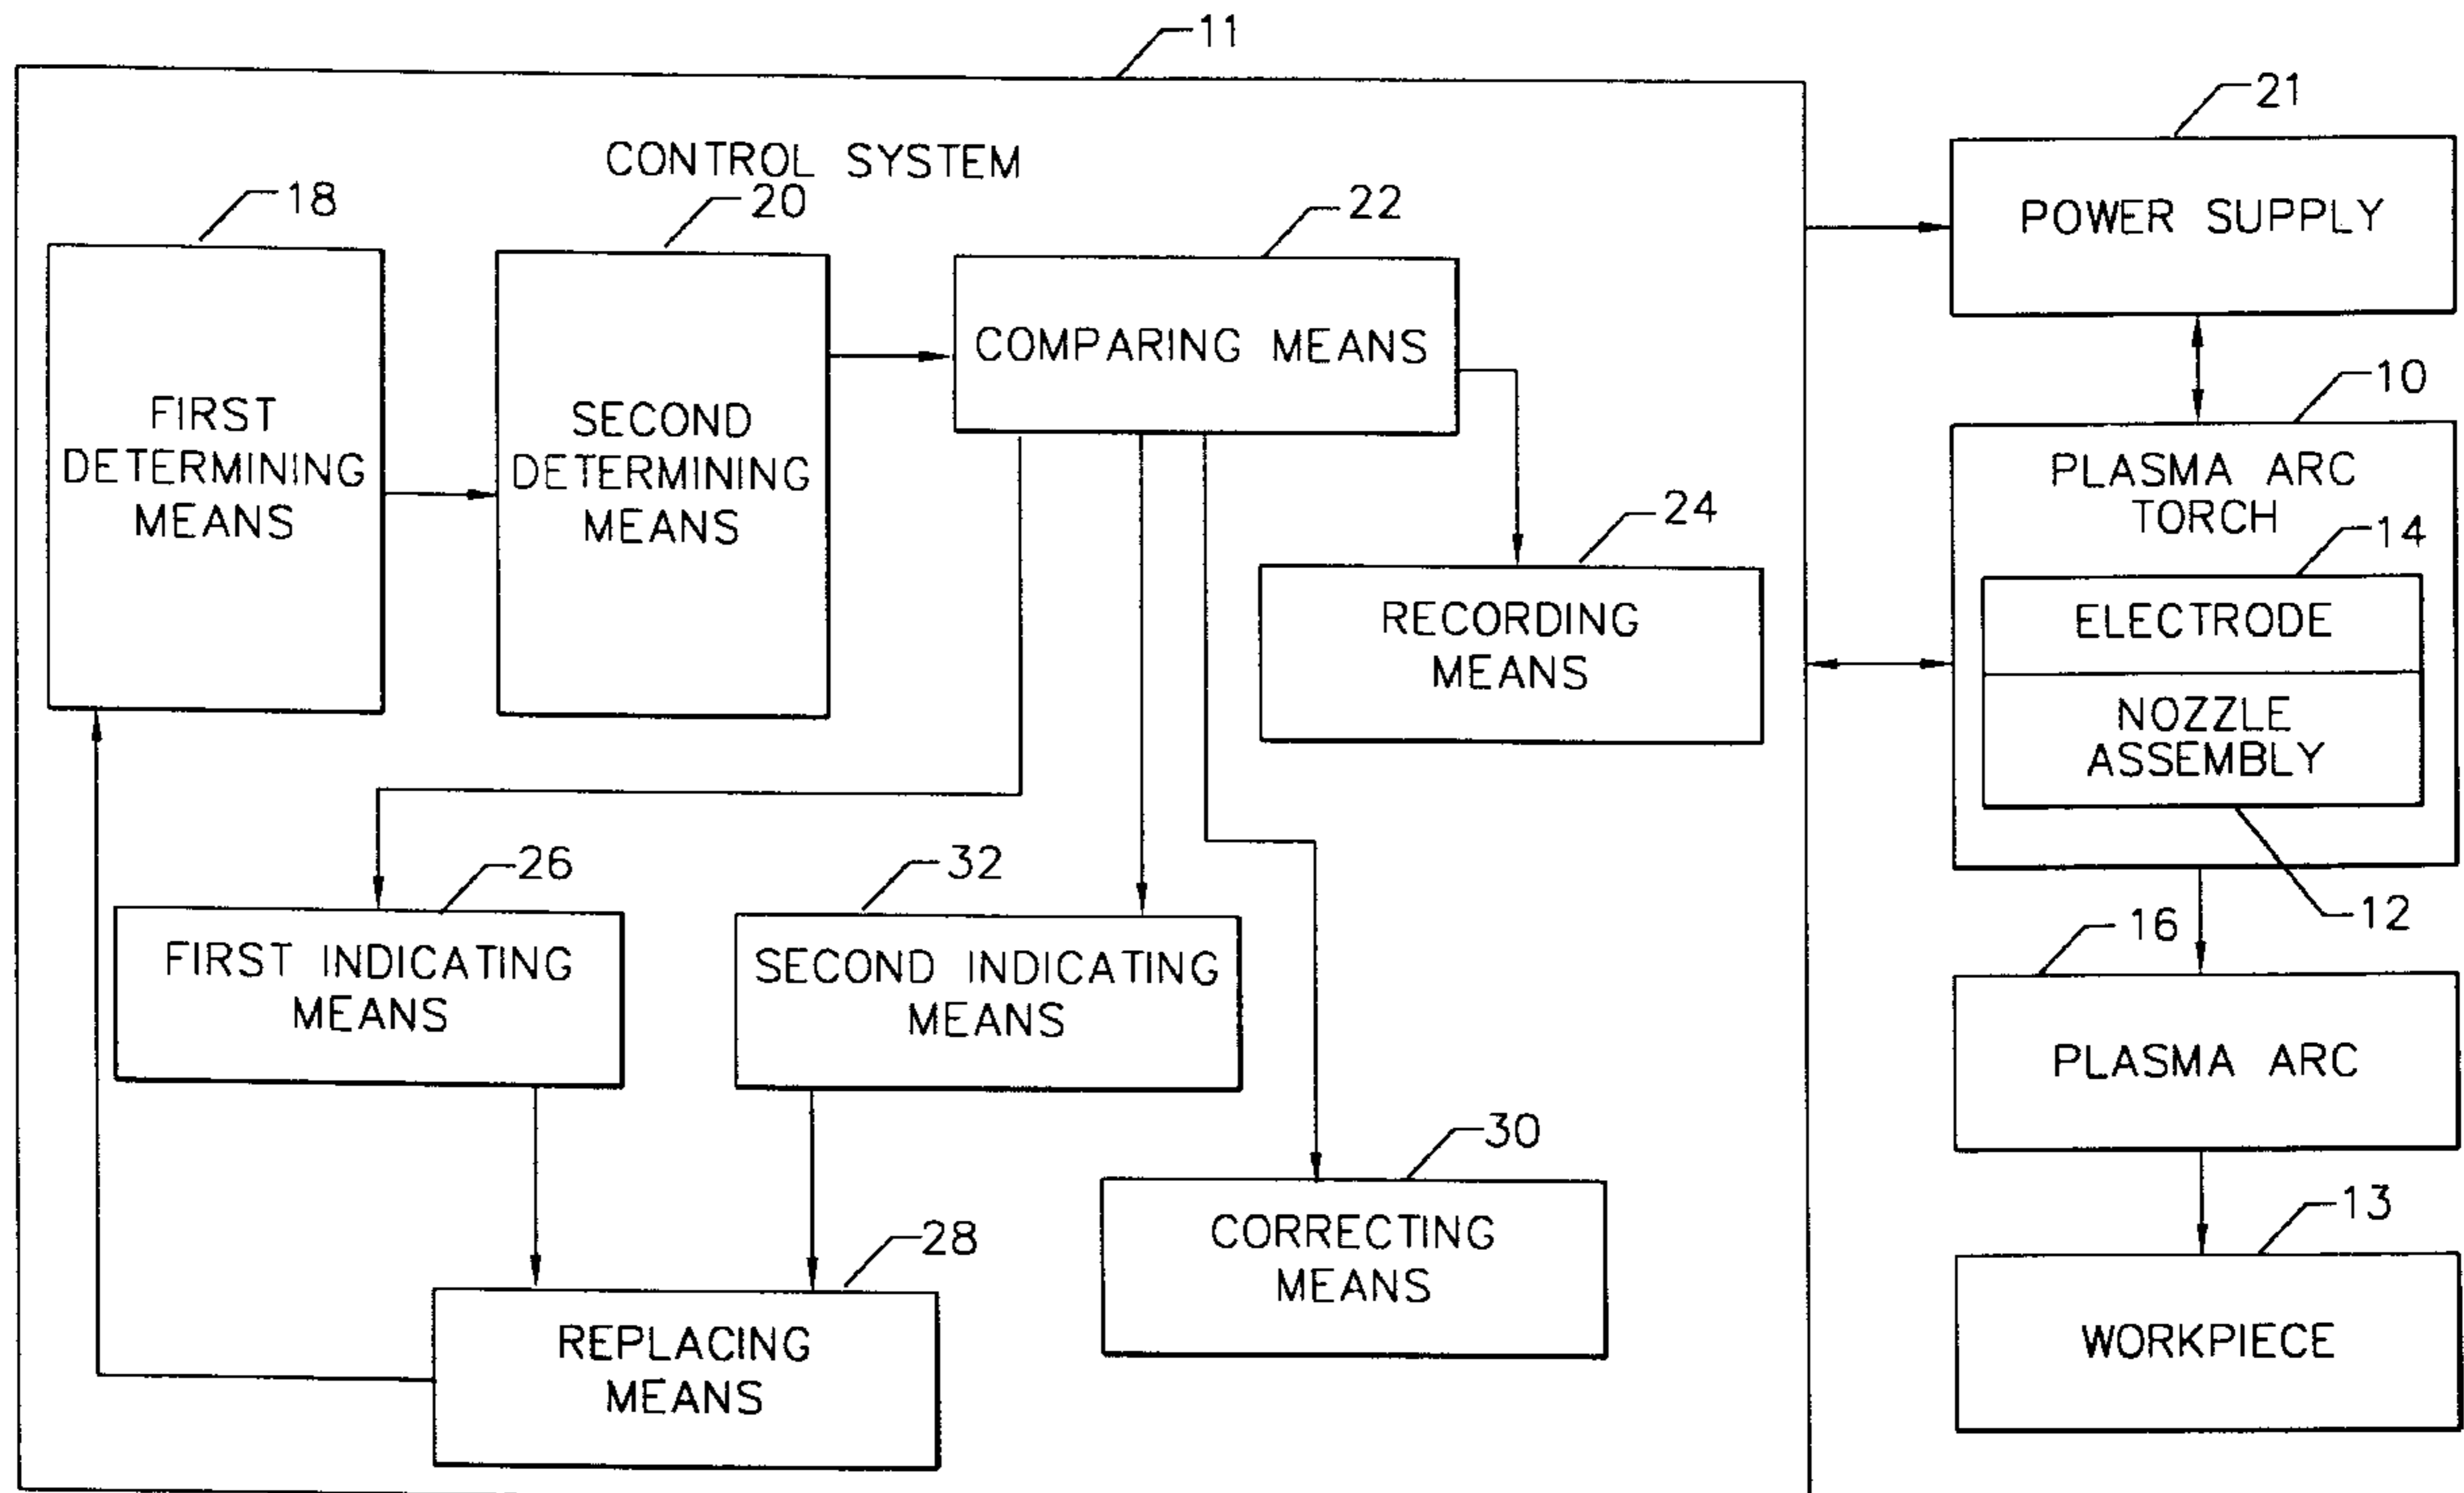 11
21
CONTROL SYSTEM
18
20
22
POWER SUPPLY
COMPARING MEANS
10
FIRST
DETERMINING
MEANS
SECOND
DETERMINING
MEANS
PLASMA ARC
TORCH
24
14
RECORDING
MEANS
ELECTRODE
NOZZLE
ASSEMBLY
26
32
12
16
FIRST INDICATING
MEANS
SECOND INDICATING
MEANS
PLASMA ARC
30
13
28
CORRECTING
MEANS
WORKPIECE
REPLACING
MEANS